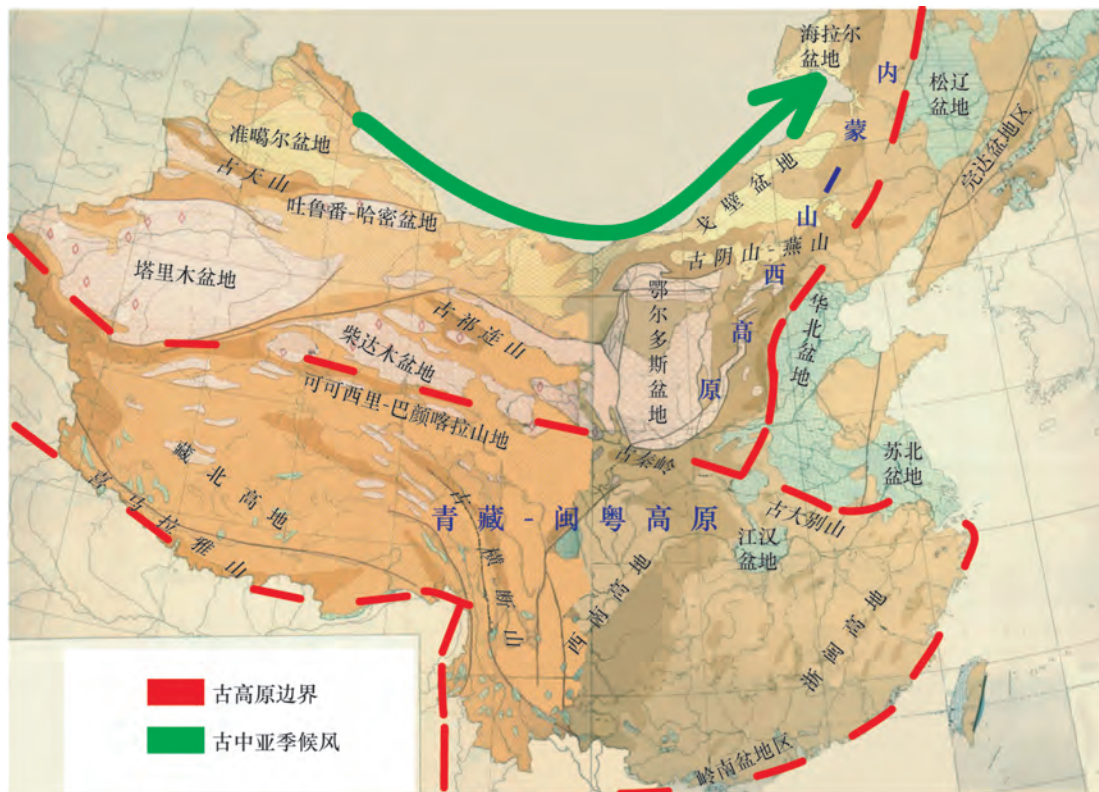 海拉尔
盆地
内
蒙
山
西
高
原
松辽
盆地
完达盆地区
准噶尔盆地
古天山
吐鲁番-哈密盆地
戈壁盆地
古阴山-燕山
塔里木盆地
古祁连山
鄂尔多斯盆地
华北盆地
柴达木盆地
可可西里-巴颜喀拉山地
古秦岭
苏北
盆地
藏北高地
青藏-闽粤高原
古大别山
喜马拉雅山
古横断山
江汉
盆地
西南高地
浙闽高地
岭南盆地区
古高原边界
古中亚季候风